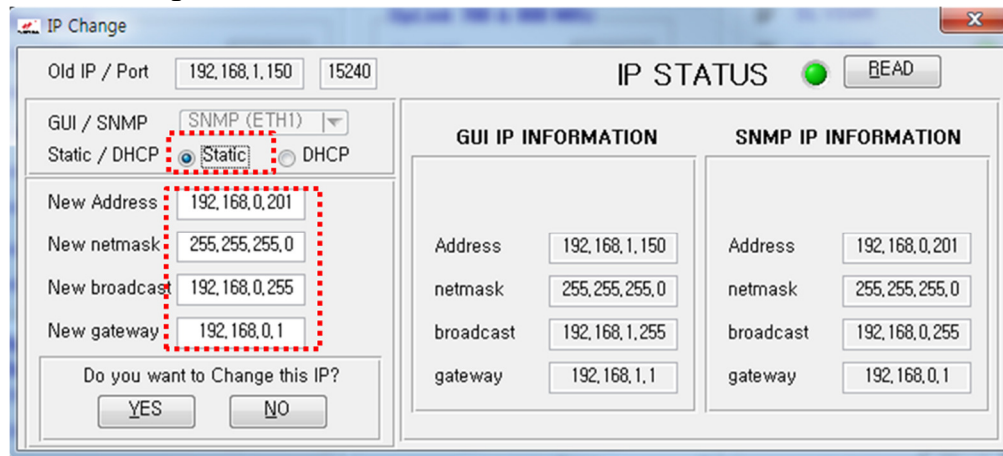 IP Change
Old IP / Port 192,168,1,150 15240
IP STATUS READ
GUI / SNMP SNMP (ETH1)
Static / DHCP Static DHCP
New Address 192,168,0,201
New netmask 255,255,255,0
New broadcast 192,168,0,255
New gateway 192,168,0,1
Do you want to Change this IP?
YES NO
GUI IP INFORMATION
Address 192,168,1,150
netmask 255,255,255,0
broadcast 192,168,1,255
gateway 192,168,1,1
SNMP IP INFORMATION
Address 192,168,0,201
netmask 255,255,255,0
broadcast 192,168,0,255
gateway 192,168,0,1